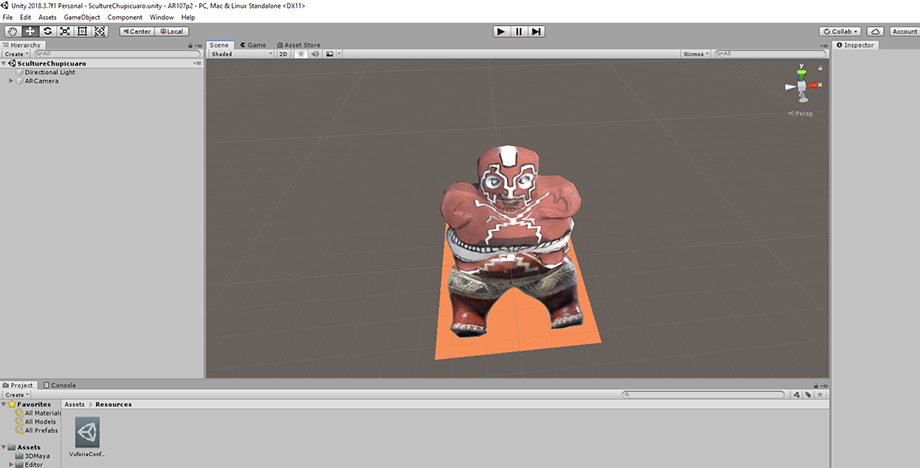 Unity 2018.3.7f1 Personal - ScultureChupicuaro.unity - AR107p2 - PC, Mac & Linux Standalone <DX11>
File Edit Assets GameObject Component Window Help
Center Local Collab Account
Hierarchy
Create All
ScultureChupicuaro
Directional Light
ARCamera
Scene Game Asset Store
Shaded 2D Gizmos All
y
x
Persp
Inspector
Project Console
Create
Favorites
All Materials
All Models
All Prefabs
Assets
3DMaya
Editor
Assets > Resources
VuforiaConf...